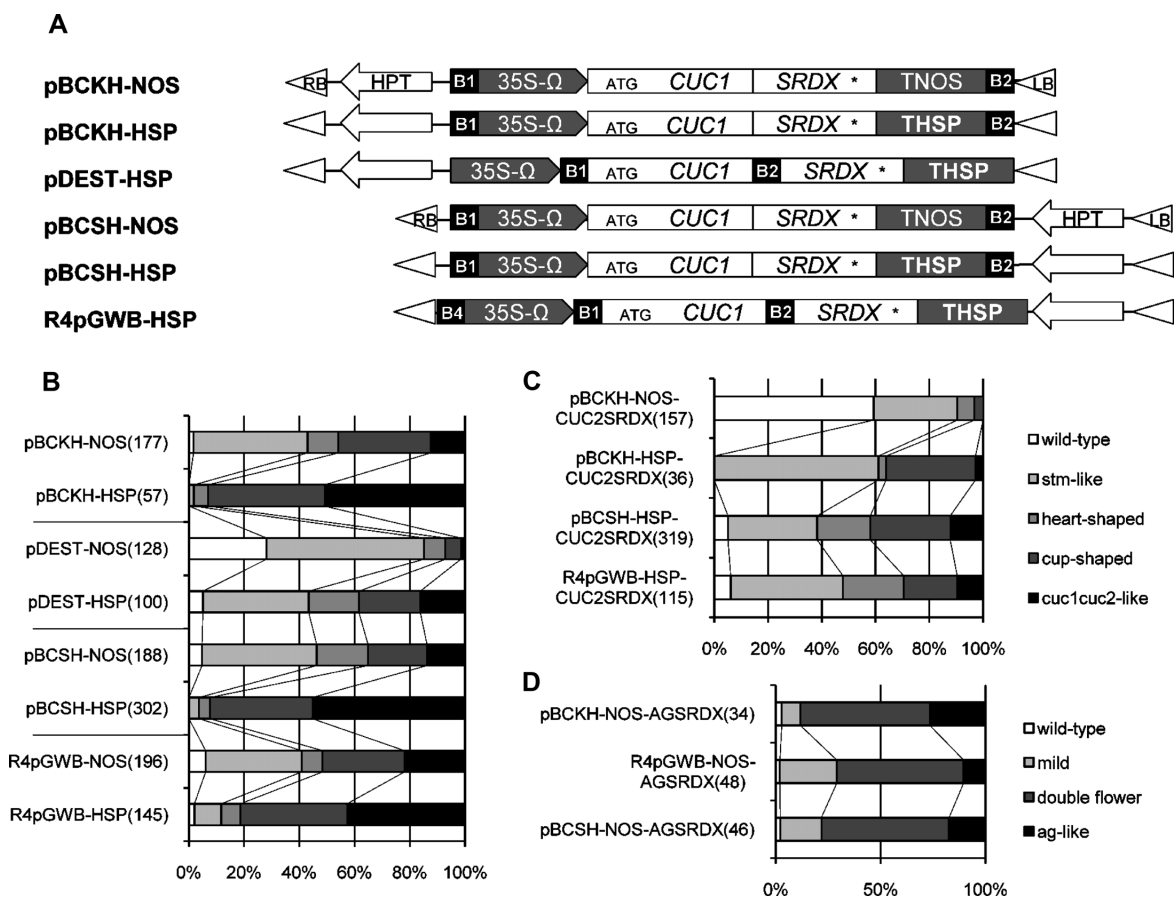 A
pBCKH-NOS RB HPT B1 35S-Ω ATG CUC1 SRDX * TNOS B2 LB
pBCKH-HSP B1 35S-Ω ATG CUC1 SRDX * THSP B2
pDEST-HSP 35S-Ω B1 ATG CUC1 B2 SRDX * THSP
pBCSH-NOS RB B1 35S-Ω ATG CUC1 SRDX * TNOS B2 HPT LB
pBCSH-HSP B1 35S-Ω ATG CUC1 SRDX * THSP B2
R4pGWB-HSP B4 35S-Ω B1 ATG CUC1 B2 SRDX * THSP
B
pBCKH-NOS(177)
pBCKH-HSP(57)
pDEST-NOS(128)
pDEST-HSP(100)
pBCSH-NOS(188)
pBCSH-HSP(302)
R4pGWB-NOS(196)
R4pGWB-HSP(145)
0% 20% 40% 60% 80% 100%
C
pBCKH-NOS-
CUC2SRDX(157)
pBCKH-HSP-
CUC2SRDX(36)
pBCSH-HSP-
CUC2SRDX(319)
R4pGWB-HSP-
CUC2SRDX(115)
0% 20% 40% 60% 80% 100%
wild-type
stm-like
heart-shaped
cup-shaped
cuc1cuc2-like
D
pBCKH-NOS-AGSRDX(34)
R4pGWB-NOS-
AGSRDX(48)
pBCSH-NOS-AGSRDX(46)
0% 50% 100%
wild-type
mild
double flower
ag-like